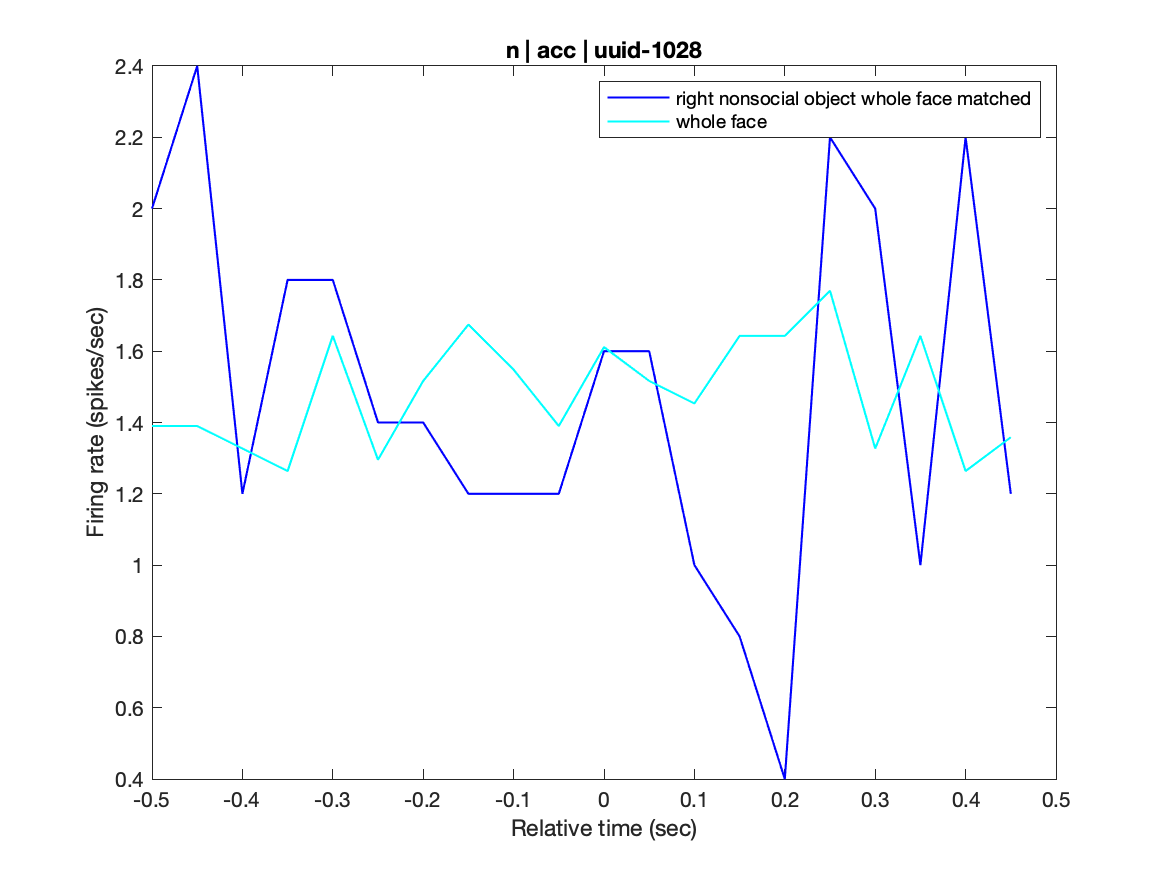 n | acc | uuid-1028
right nonsocial object whole face matched
whole face
2.4
2.2
2
1.8
1.6
1.4
1.2
1
0.8
0.6
0.4
Firing rate (spikes/sec)
-0.5 -0.4 -0.3 -0.2 -0.1 0 0.1 0.2 0.3 0.4 0.5
Relative time (sec)